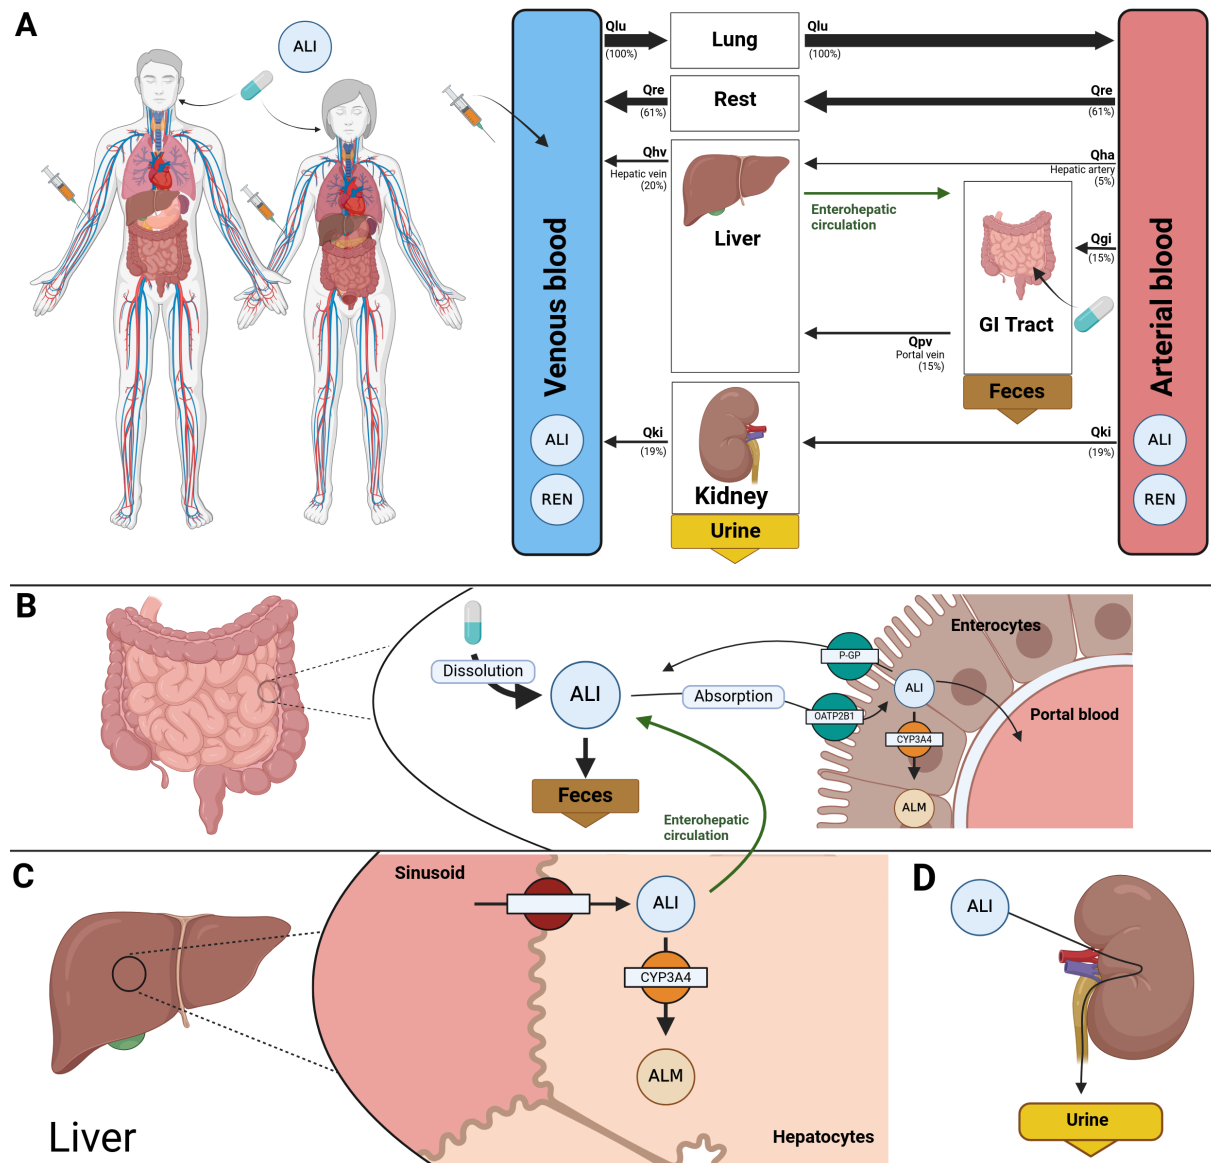 A
ALI
Venous blood
ALI
REN
Qlu
(100%)
Lung
Qlu
(100%)
Qre
(61%)
Rest
Qre
(61%)
Qhv
Hepatic vein
(20%)
Liver
Qha
Hepatic artery
(5%)
Enterohepatic
circulation
Qgi
(15%)
GI Tract
Qpv
Portal vein
(15%)
Feces
Qki
(19%)
Kidney
Qki
(19%)
Urine
Arterial blood
ALI
REN
B
Dissolution
ALI
Absorption
Feces
Enterohepatic
circulation
P-GP
OATP2B1
Enterocytes
ALI
CYP3A4
ALM
Portal blood
C
Liver
Sinusoid
ALI
CYP3A4
ALM
Hepatocytes
D
ALI
Urine